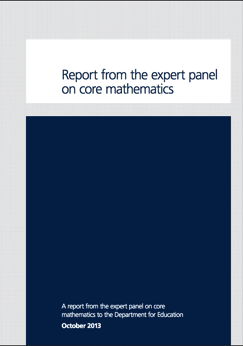 Report from the expert panel
on core mathematics
A report from the expert panel on core
mathematics to the Department for Education
October 2013